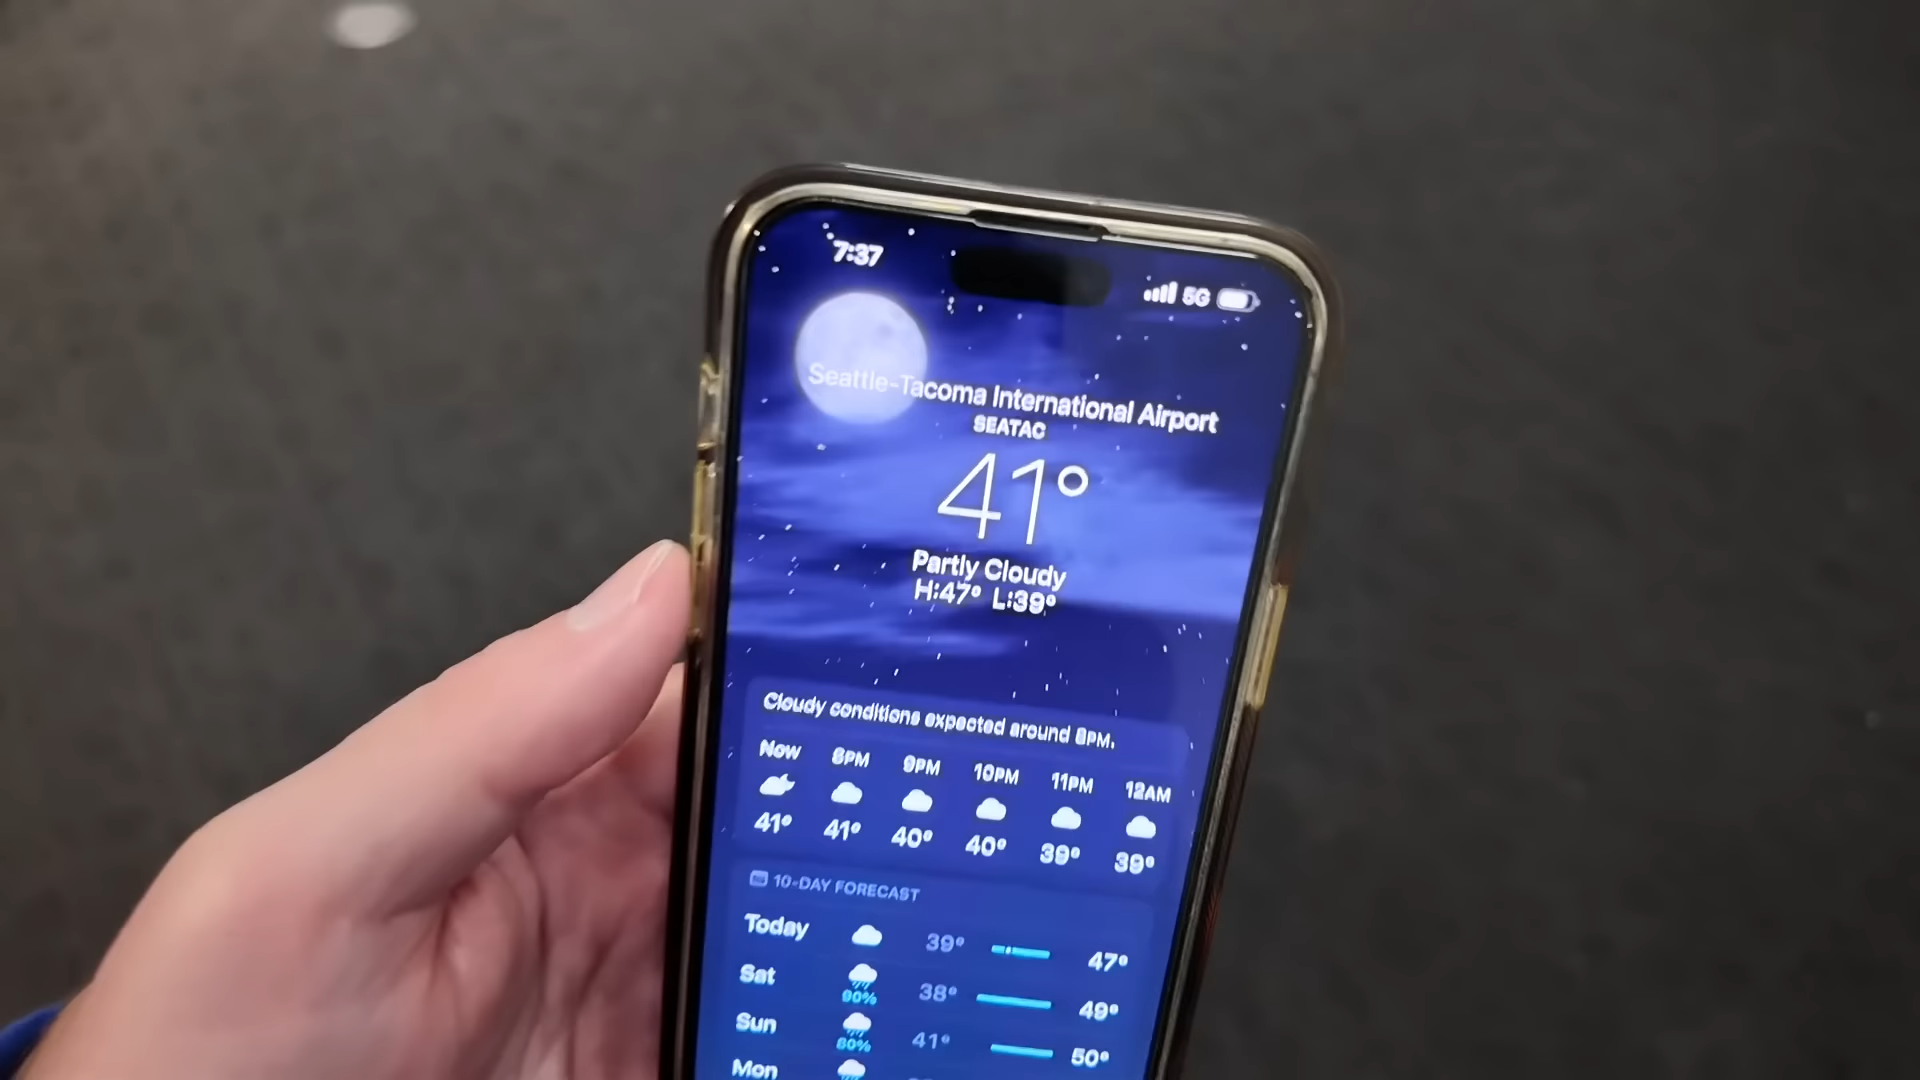 7:37
5G
Seattle-Tacoma International Airport
SEATAC
41°
Partly Cloudy
H:47° L:39°
Cloudy conditions expected around 8PM.
Now 8PM 9PM 10PM 11PM 12AM
41° 41° 40° 40° 39° 39°
10-DAY FORECAST
Today 39° 47°
Sat 38° 49°
90%
Sun 41° 50°
80%
Mon